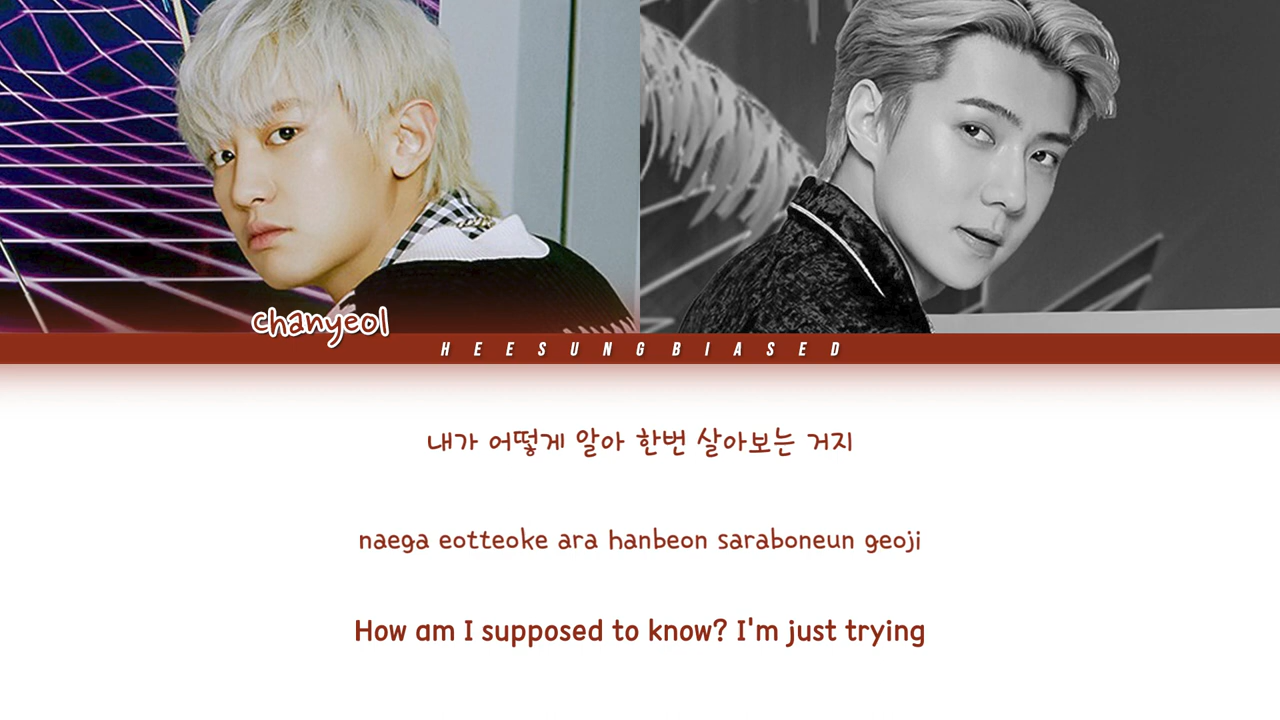 chanyeol
HEESUNGBIASED
내가 어떻게 알아 한번 살아보는 거지
naega eotteoke ara hanbeon saraboneun geoji
How am I supposed to know? I'm just trying